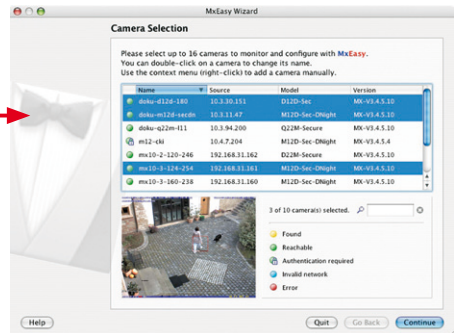 MxEasy Wizard
Camera Selection
Please select up to 16 cameras to monitor and configure with MxEasy.
You can double-click on a camera to change its name.
Use the context menu (right-click) to add a camera manually.
Name Source Model Version
doku-d12d-180 10.3.30.151 D12D-Sec MX-V3.4.5.10
doku-m12d-secdn 10.3.11.47 M12D-Sec-DNight MX-V3.4.5.10
doku-q22m-l11 10.3.94.200 Q22M-Secure MX-V3.4.5.10
m12-cki 10.4.7.204 M12D-Sec-DNight MX-V3.4.5.4
mx10-2-120-246 192.168.31.162 D22M-Secure MX-V3.4.5.10
mx10-3-124-254 192.168.31.161 M12D-Sec-DNight MX-V3.4.5.10
mx10-3-160-238 192.168.31.160 M12D-Sec-DNight MX-V3.4.5.10
3 of 10 camera(s) selected.
Found
Reachable
Authentication required
Invalid network
Error
Help Quit Go Back Continue